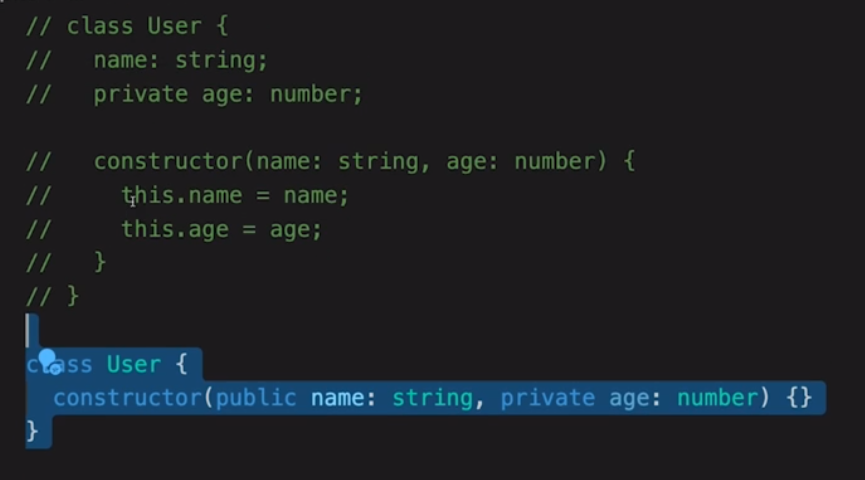 // class User {
//   name: string;
//   private age: number;
//   constructor(name: string, age: number) {
//     this.name = name;
//     this.age = age;
//   }
// }
class User {
  constructor(public name: string, private age: number) {}
}